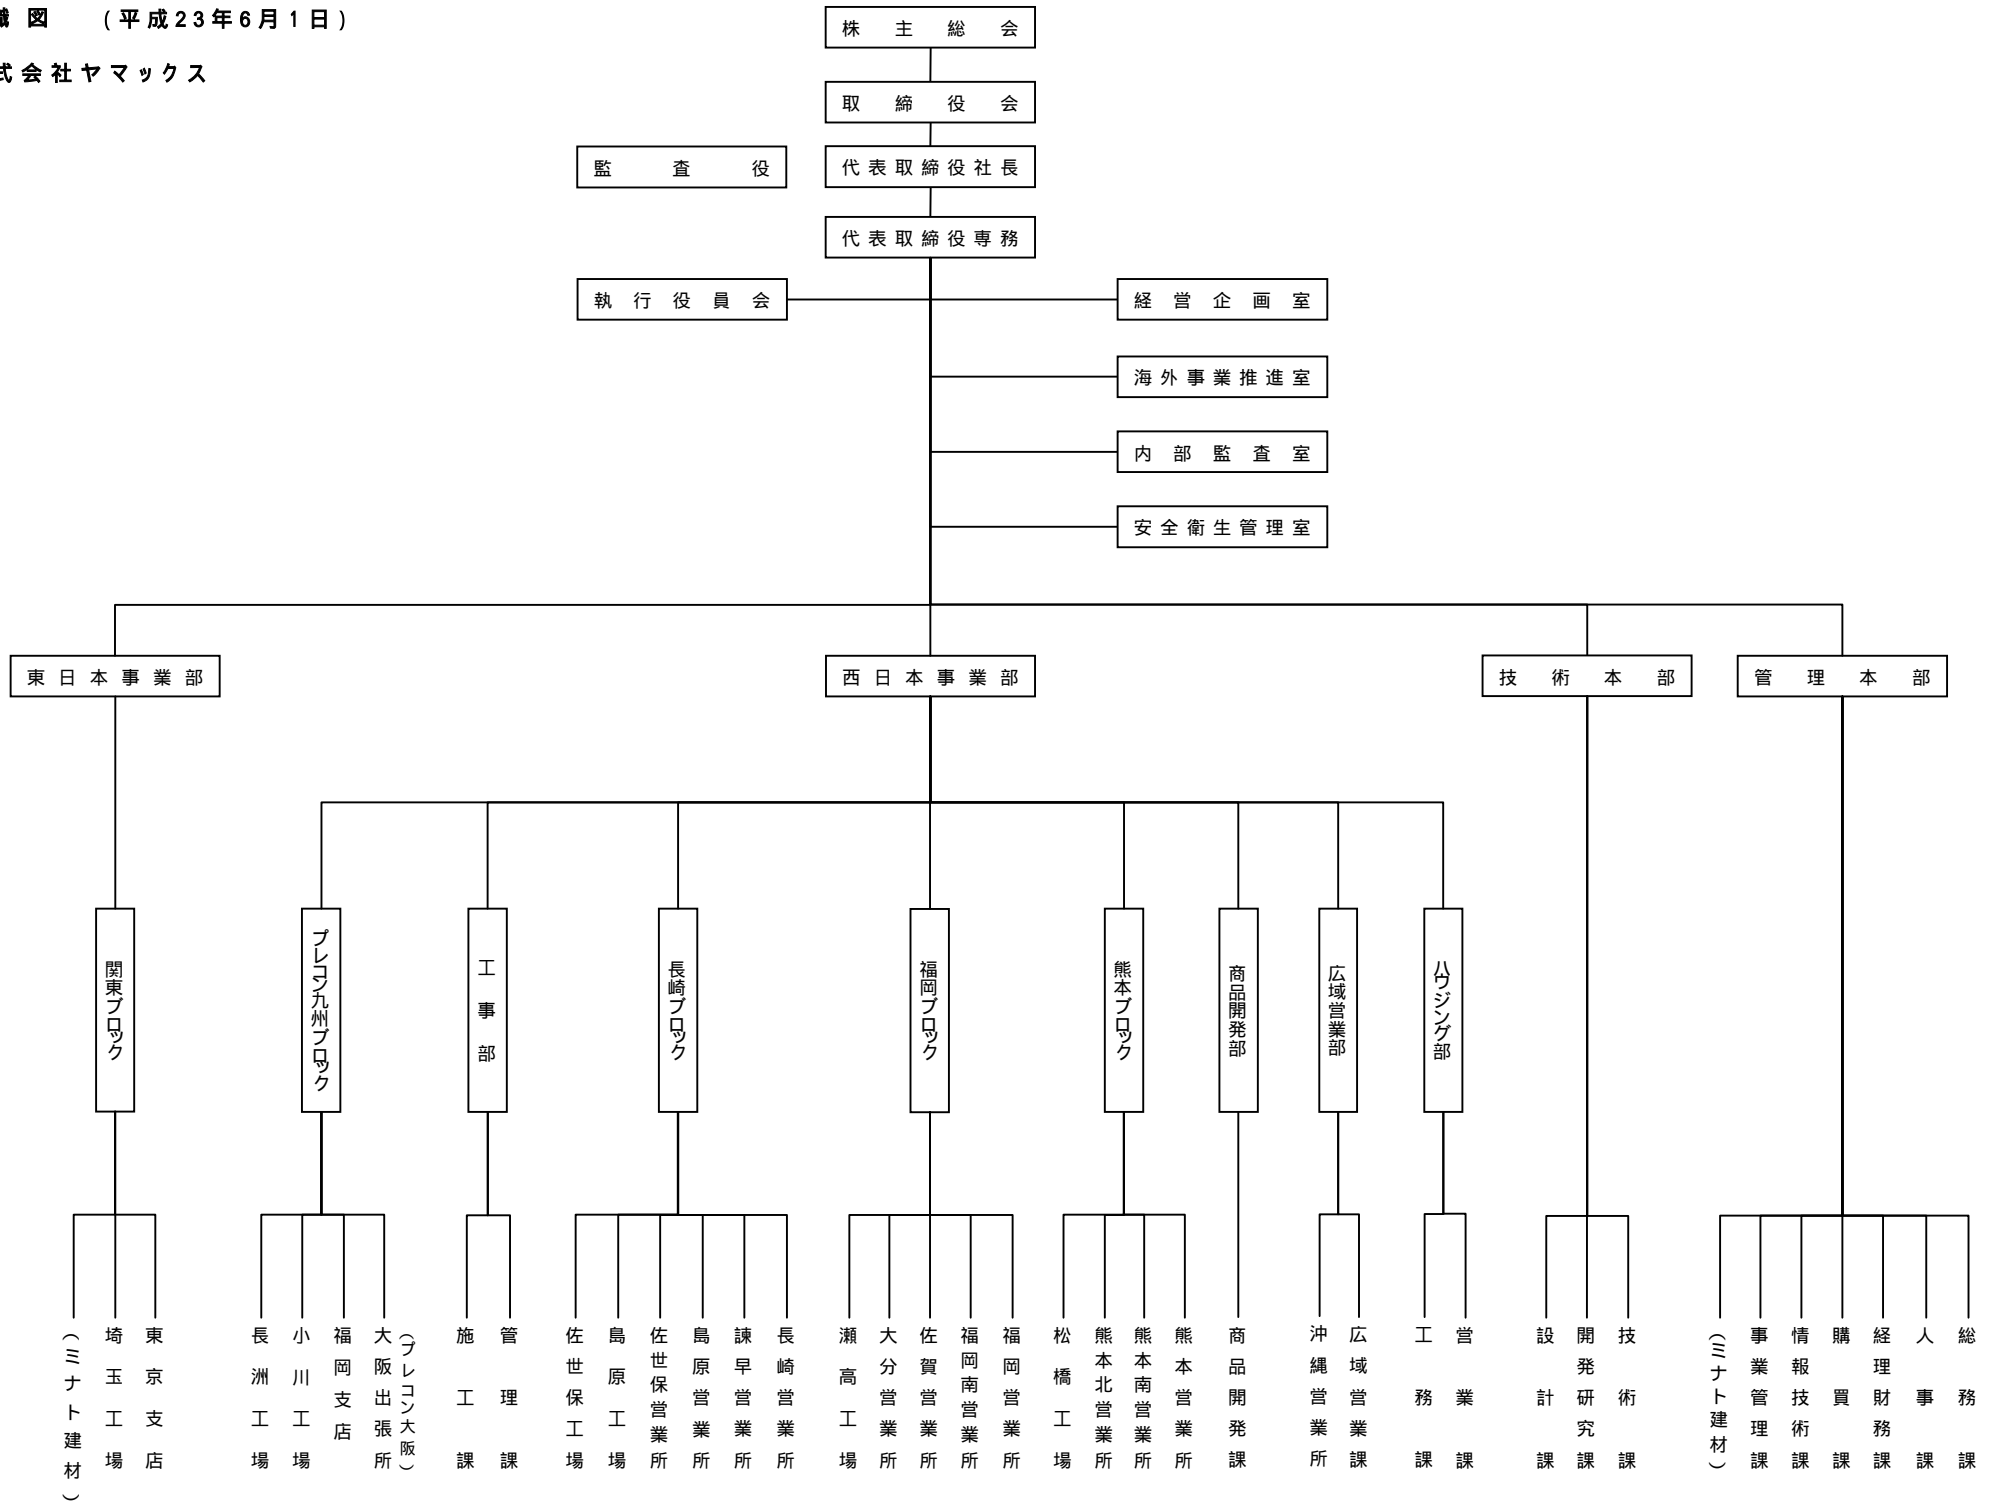 織図 (平成23年6月1日)
式会社ヤマックス
株主総会
取締役会
監査役
代表取締役社長
代表取締役専務
執行役員会
経営企画室
海外事業推進室
内部監査室
安全衛生管理室
東日本事業部
西日本事業部
技術本部
管理本部
関東ブロック
プレコン九州ブロック
工事部
長崎ブロック
福岡ブロック
熊本ブロック
商品開発部
広域営業部
ハウジング部
(ミナト建材)
埼玉工場
東京支店
長洲工場
小川工場
福岡支店
大阪出張所
(プレコン大阪)
施工課
管理課
佐世保工場
島原工場
佐世保営業所
島原営業所
諫早営業所
長崎営業所
瀬高工場
大分営業所
佐賀営業所
福岡南営業所
福岡営業所
松橋工場
熊本北営業所
熊本南営業所
熊本営業所
商品開発課
沖縄営業所
広域営業課
工務課
営業課
設計課
開発研究課
技術課
(ミナト建材)
事業管理課
情報技術課
購買課
経理財務課
人事課
総務課